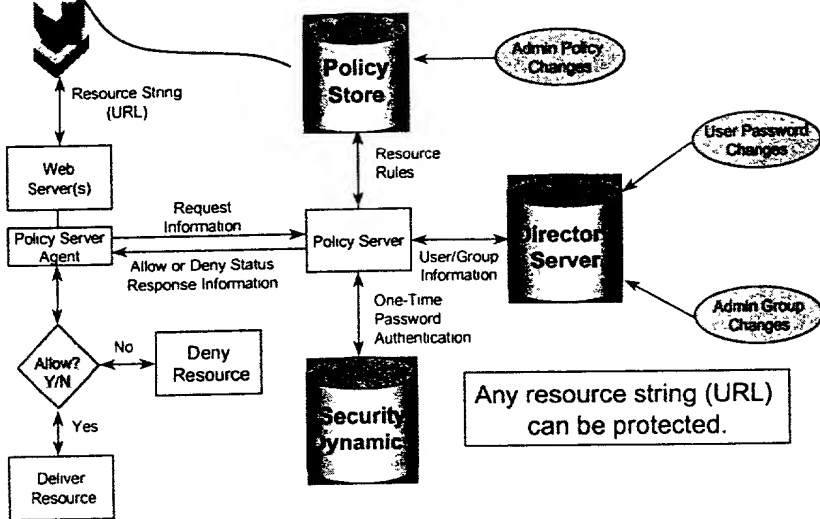 Policy
Store
Admin Policy
Changes
Resource String
(URL)
User Password
Changes
Web
Server(s)
Resource
Rules
Request
Information
Policy Server
Agent
Policy Server
Allow or Deny Status
Response Information
User/Group
Information
Director
Server
One-Time
Password
Authentication
Admin Group
Changes
Allow?
Y/N
No
Deny
Resource
Yes
Security
Dynamic
Any resource string (URL)
can be protected.
Deliver
Resource